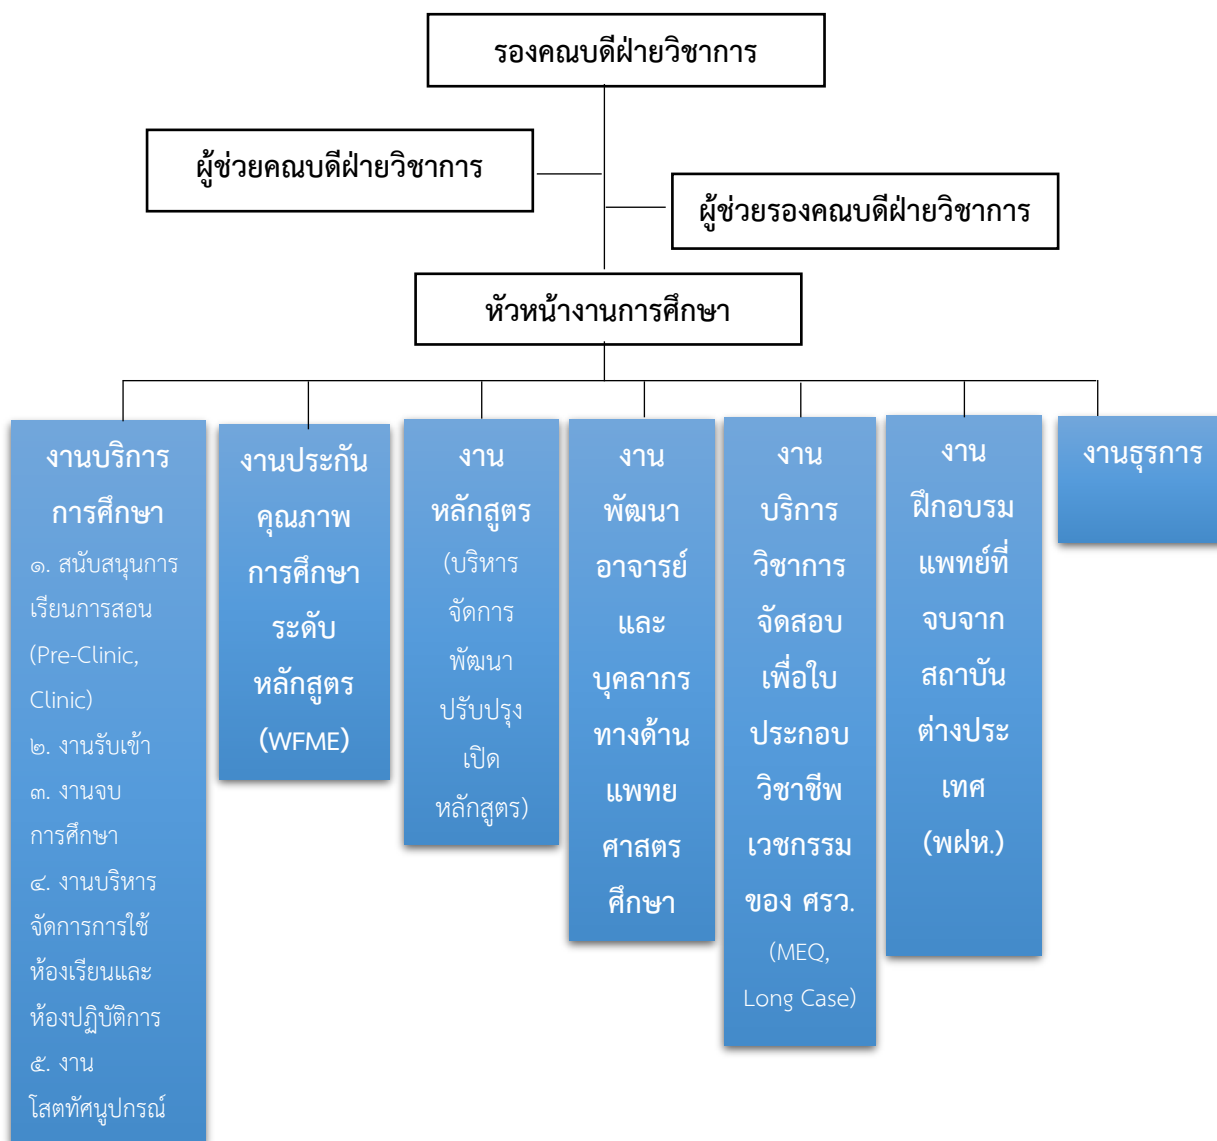 รองคณบดีฝ่ายวิชาการ
ผู้ช่วยคณบดีฝ่ายวิชาการ
ผู้ช่วยรองคณบดีฝ่ายวิชาการ
หัวหน้างานการศึกษา
งานบริการ
การศึกษา
๑. สนับสนุนการ
เรียนการสอน
(Pre-Clinic,
Clinic)
๒. งานรับเข้า
๓. งานจบ
การศึกษา
๔. งานบริหาร
จัดการการใช้
ห้องเรียนและ
ห้องปฏิบัติการ
๕. งาน
โสตทัศนูปกรณ์
งานประกัน
คุณภาพ
การศึกษา
ระดับ
หลักสูตร
(WFME)
งาน
หลักสูตร
(บริหาร
จัดการ
พัฒนา
ปรับปรุง
เปิด
หลักสูตร)
งาน
พัฒนา
อาจารย์
และ
บุคลากร
ทางด้าน
แพทย
ศาสตร
ศึกษา
งาน
บริการ
วิชาการ
จัดสอบ
เพื่อใบ
ประกอบ
วิชาชีพ
เวชกรรม
ของ ศรว.
(MEQ,
Long Case)
งาน
ฝึกอบรม
แพทย์ที่
จบจาก
สถาบัน
ต่างประ
เทศ
(พฝห.)
งานธุรการ